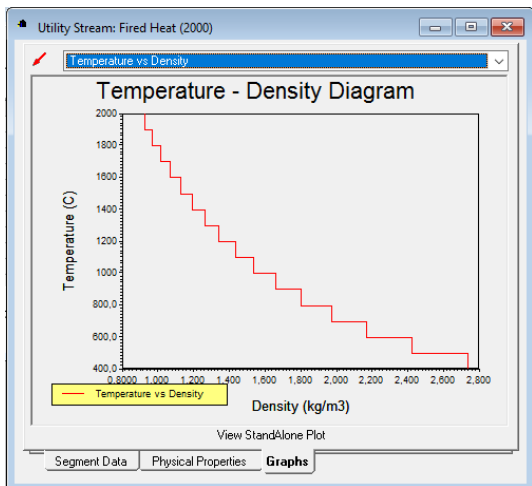 Utility Stream: Fired Heat (2000)
Temperature vs Density
Temperature - Density Diagram
2000
1800
1600
1400
1200
1000
800,0
600,0
400,0
Temperature (C)
0,8000 1,000 1,200 1,400 1,600 1,800 2,000 2,200 2,400 2,600 2,800
Temperature vs Density
Density (kg/m3)
View StandAlone Plot
Segment Data Physical Properties Graphs